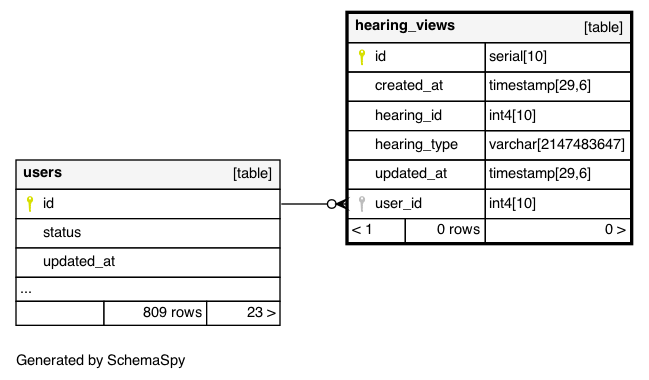 hearing_views [table]
id serial[10]
created_at timestamp[29,6]
hearing_id int4[10]
hearing_type varchar[2147483647]
updated_at timestamp[29,6]
user_id int4[10]
< 1 0 rows 0 >
users [table]
id
status
updated_at
...
809 rows 23 >
Generated by SchemaSpy